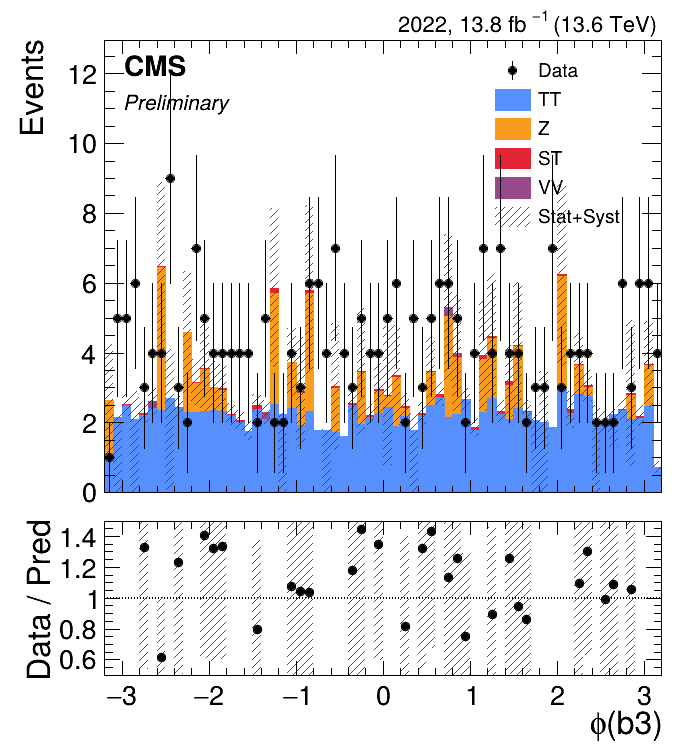 2022, 13.8 fb⁻¹ (13.6 TeV)
Events
CMS
Preliminary
Data
TT
Z
ST
VV
Stat+Syst
12
10
8
6
4
2
0
Data / Pred
1.4
1.2
1
0.8
0.6
−3 −2 −1 0 1 2 3
ϕ(b3)